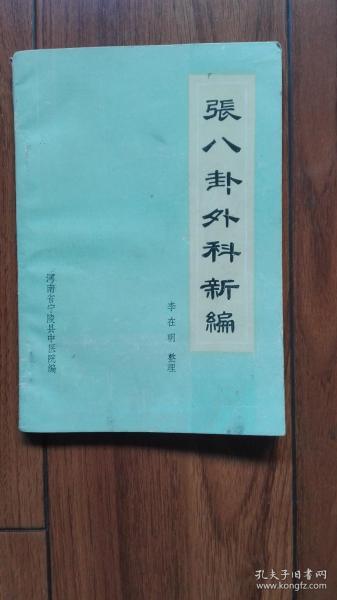 張八卦外科新編
李在明 整理
河南省宁陵县中医院编
孔夫子旧书网
www.kongfz.com